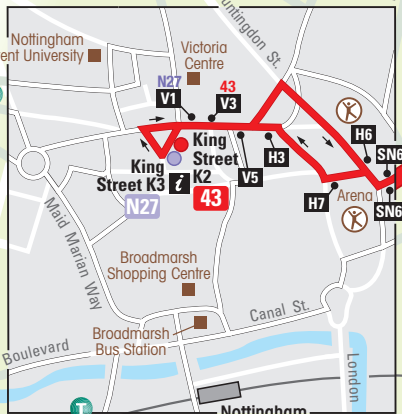 Huntingdon St.
Nottingham
ent University
Victoria
Centre
N27
V1
43
V3
King
Street
K2
43
King
Street K3
i
N27
V5
H3
H6
SN6
SN6
H7
Arena
Maid Marian Way
Broadmarsh
Shopping Centre
Canal St.
Broadmarsh
Bus Station
Boulevard
London
T
Nottingham